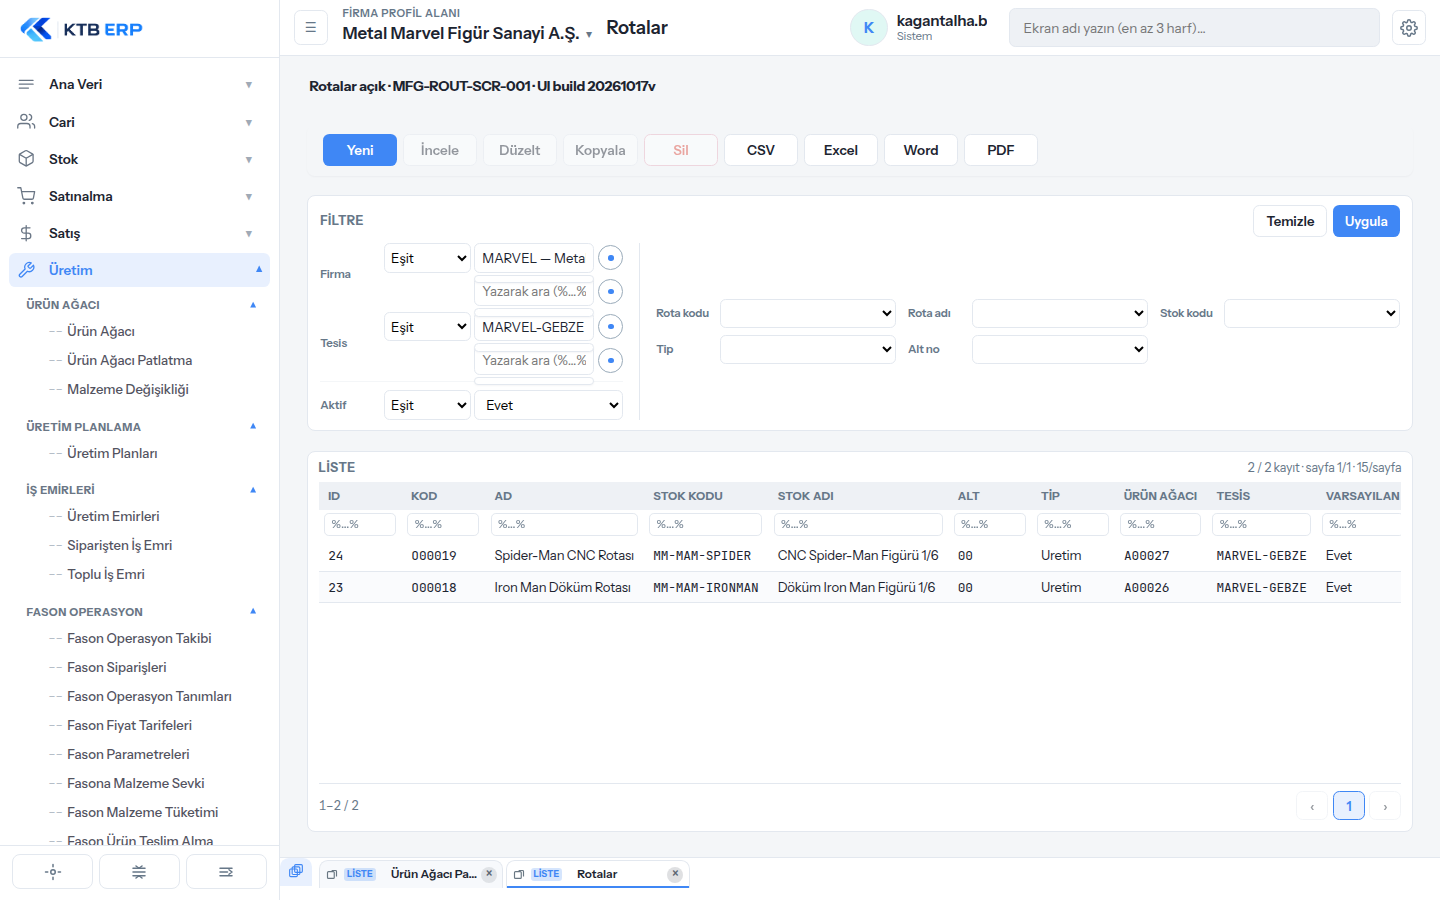 KTB ERP
Ana Veri
Cari
Stok
Satınalma
Satış
Üretim
ÜRÜN AĞACI
Ürün Ağacı
Ürün Ağacı Patlatma
Malzeme Değişikliği
ÜRETİM PLANLAMA
Üretim Planları
İŞ EMİRLERİ
Üretim Emirleri
Siparişten İş Emri
Toplu İş Emri
FASON OPERASYON
Fason Operasyon Takibi
Fason Siparişleri
Fason Operasyon Tanımları
Fason Fiyat Tarifeleri
Fason Parametreleri
Fasona Malzeme Sevki
Fason Malzeme Tüketimi
Fason Ürün Teslim Alma
FİRMA PROFİL ALANI
Metal Marvel Figür Sanayi A.Ş. Rotalar
K kagantalha.b
Sistem
Ekran adı yazın (en az 3 harf)...
Rotalar açık · MFG-ROUT-SCR-001 · UI build 20261017v
Yeni İncele Düzelt Kopyala Sil CSV Excel Word PDF
FİLTRE Temizle Uygula
Firma Eşit MARVEL — Meta
Yazarak ara (%...%
Tesis Eşit MARVEL-GEBZE
Yazarak ara (%...%
Aktif Eşit Evet
Rota kodu Rota adı Stok kodu
Tip Alt no
LİSTE 2 / 2 kayıt · sayfa 1/1 · 15/sayfa
ID KOD AD STOK KODU STOK ADI ALT TİP ÜRÜN AĞACI TESİS VARSAYILAN
%...% %...% %...% %...% %...% %...% %...% %...% %...% %...%
24 O00019 Spider-Man CNC Rotası MM-MAM-SPIDER CNC Spider-Man Figürü 1/6 00 Uretim A00027 MARVEL-GEBZE Evet
23 O00018 Iron Man Döküm Rotası MM-MAM-IRONMAN Döküm Iron Man Figürü 1/6 00 Uretim A00026 MARVEL-GEBZE Evet
1–2 / 2 ‹ 1 ›
LİSTE Ürün Ağacı Pa... × LİSTE Rotalar ×